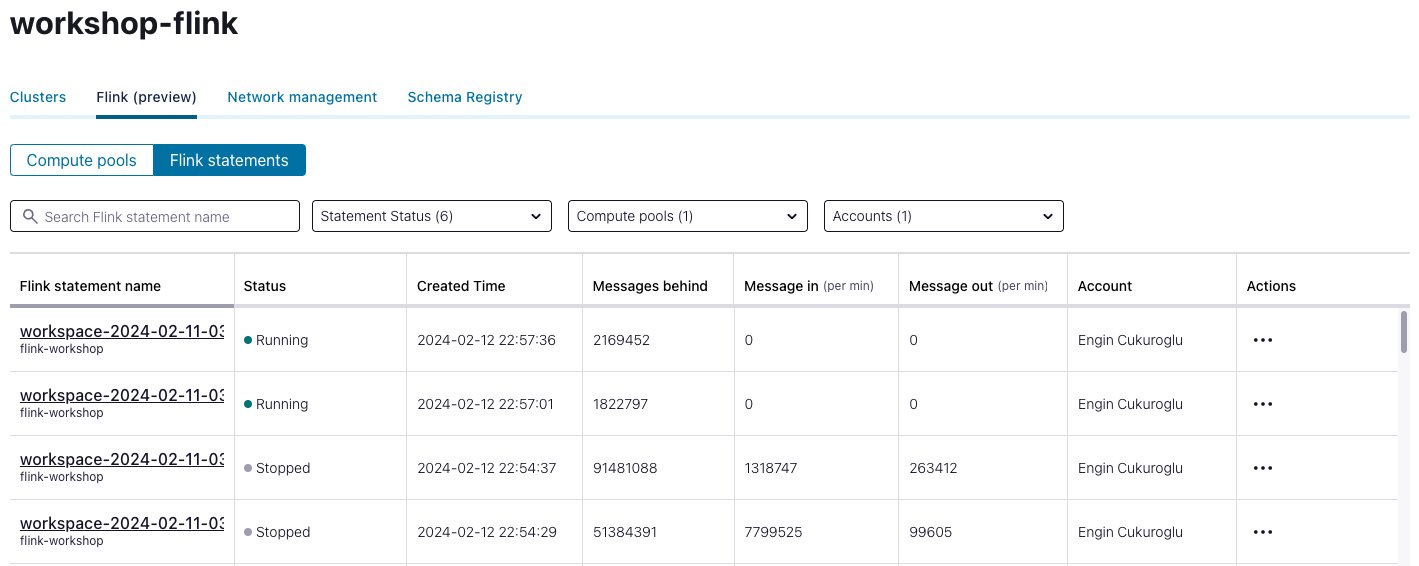 workshop-flink
Clusters Flink (preview) Network management Schema Registry
Compute pools Flink statements
Search Flink statement name Statement Status (6) Compute pools (1) Accounts (1)
Flink statement name Status Created Time Messages behind Message in (per min) Message out (per min) Account Actions
workspace-2024-02-11-03
flink-workshop
Running 2024-02-12 22:57:36 2169452 0 0 Engin Cukuroglu
workspace-2024-02-11-03
flink-workshop
Running 2024-02-12 22:57:01 1822797 0 0 Engin Cukuroglu
workspace-2024-02-11-03
flink-workshop
Stopped 2024-02-12 22:54:37 91481088 1318747 263412 Engin Cukuroglu
workspace-2024-02-11-03
flink-workshop
Stopped 2024-02-12 22:54:29 51384391 7799525 99605 Engin Cukuroglu